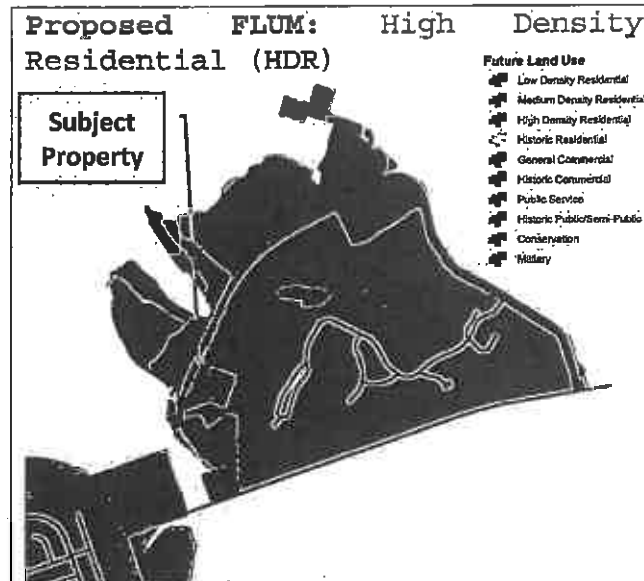 Proposed FLUM: High Density
Residential (HDR)
Subject
Property
Future Land Use
Low Density Residential
Medium Density Residential
High Density Residential
Historic Residential
General Commercial
Historic Commercial
Public Service
Historic Public/Semi-Public
Conservation
Military